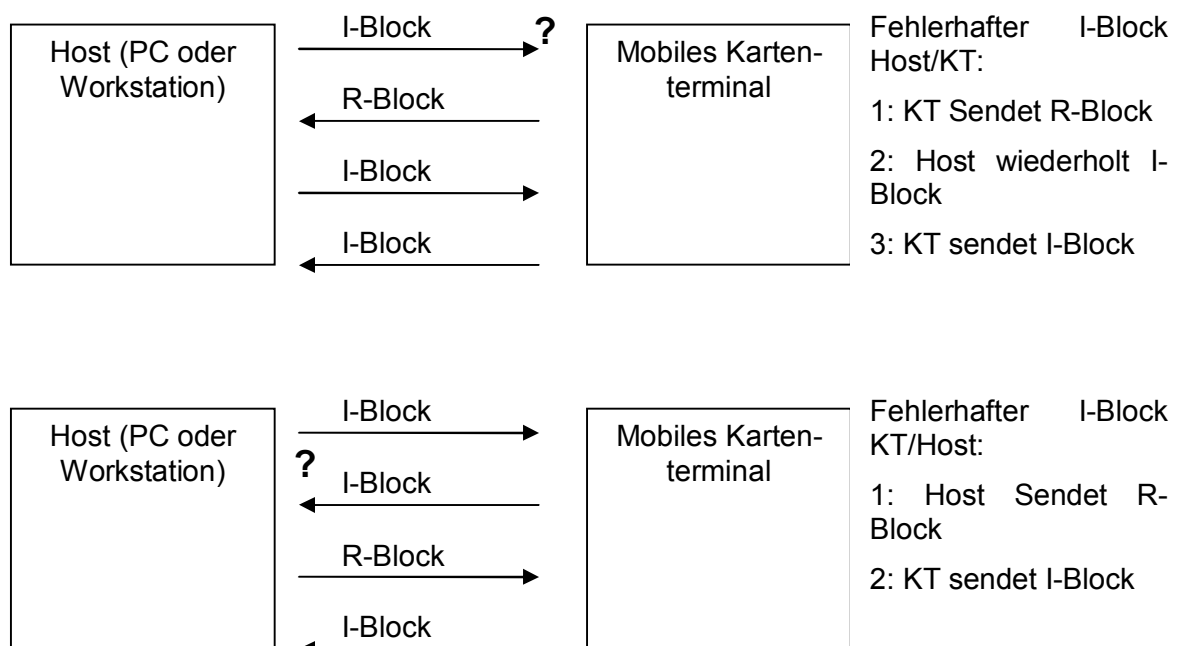 Host (PC oder
Workstation)
I-Block
?
R-Block
I-Block
I-Block
Mobiles Karten-
terminal
Fehlerhafter I-Block
Host/KT:
1: KT Sendet R-Block
2: Host wiederholt I-
Block
3: KT sendet I-Block
Host (PC oder
Workstation)
I-Block
?
I-Block
R-Block
I-Block
Mobiles Karten-
terminal
Fehlerhafter I-Block
KT/Host:
1: Host Sendet R-
Block
2: KT sendet I-Block